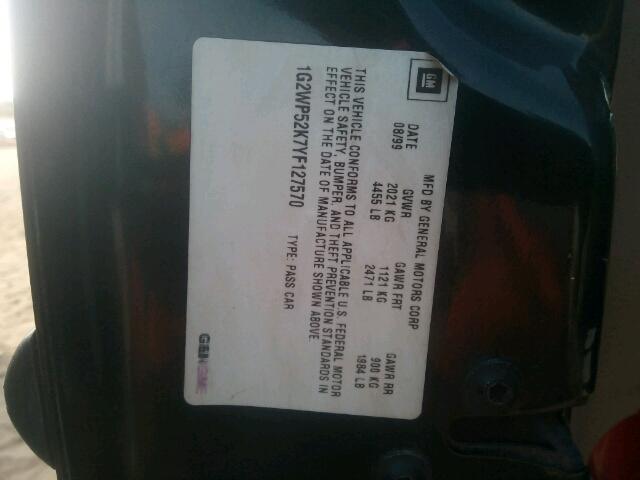 GM
MFD BY GENERAL MOTORS CORP
DATE GVWR GAWR FRT GAWR RR
08/99 2021 KG 1121 KG 900 KG
4455 LB 2471 LB 1984 LB
THIS VEHICLE CONFORMS TO ALL APPLICABLE U.S. FEDERAL MOTOR
VEHICLE SAFETY, BUMPER, AND THEFT PREVENTION STANDARDS IN
EFFECT ON THE DATE OF MANUFACTURE SHOWN ABOVE
1G2WP52K7YF127570 TYPE: PASS CAR